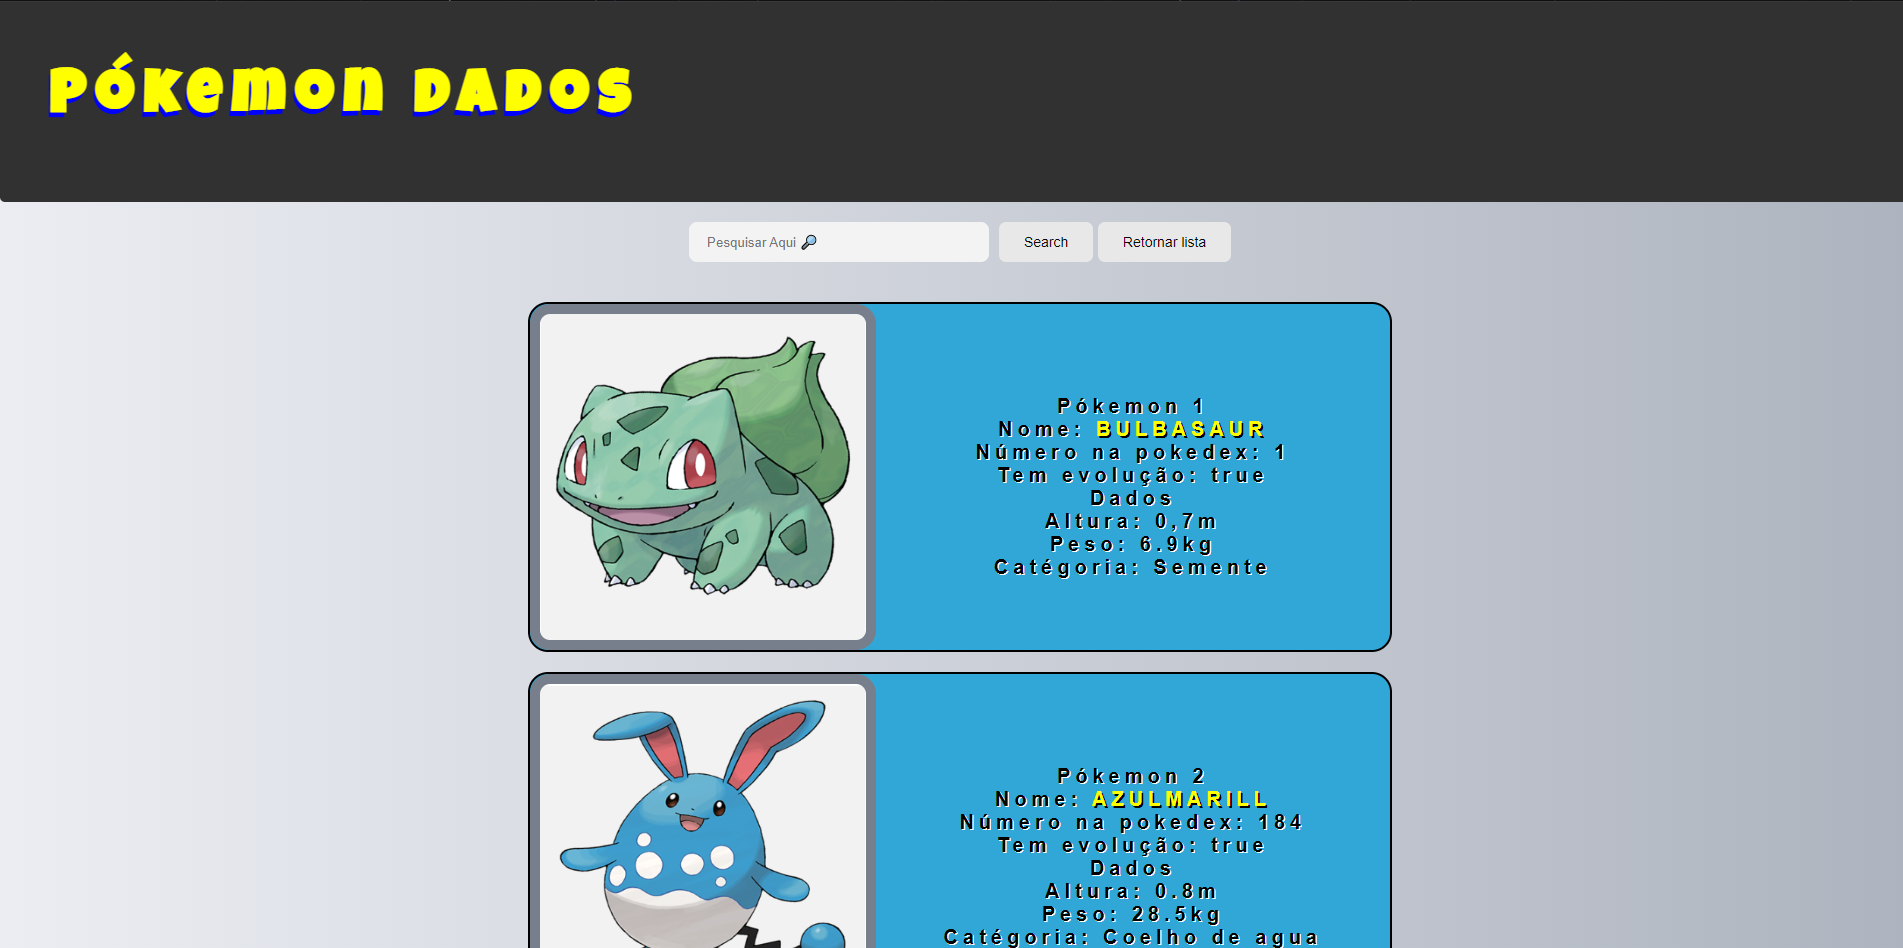 PóKemon DADOS
Pesquisar Aqui 🔎
Search
Retornar lista
Pókemon 1
Nome: BULBASAUR
Número na pokedex: 1
Tem evolução: true
Dados
Altura: 0,7m
Peso: 6.9kg
Catégoria: Semente
Pókemon 2
Nome: AZULMARILL
Número na pokedex: 184
Tem evolução: true
Dados
Altura: 0.8m
Peso: 28.5kg
Catégoria: Coelho de agua